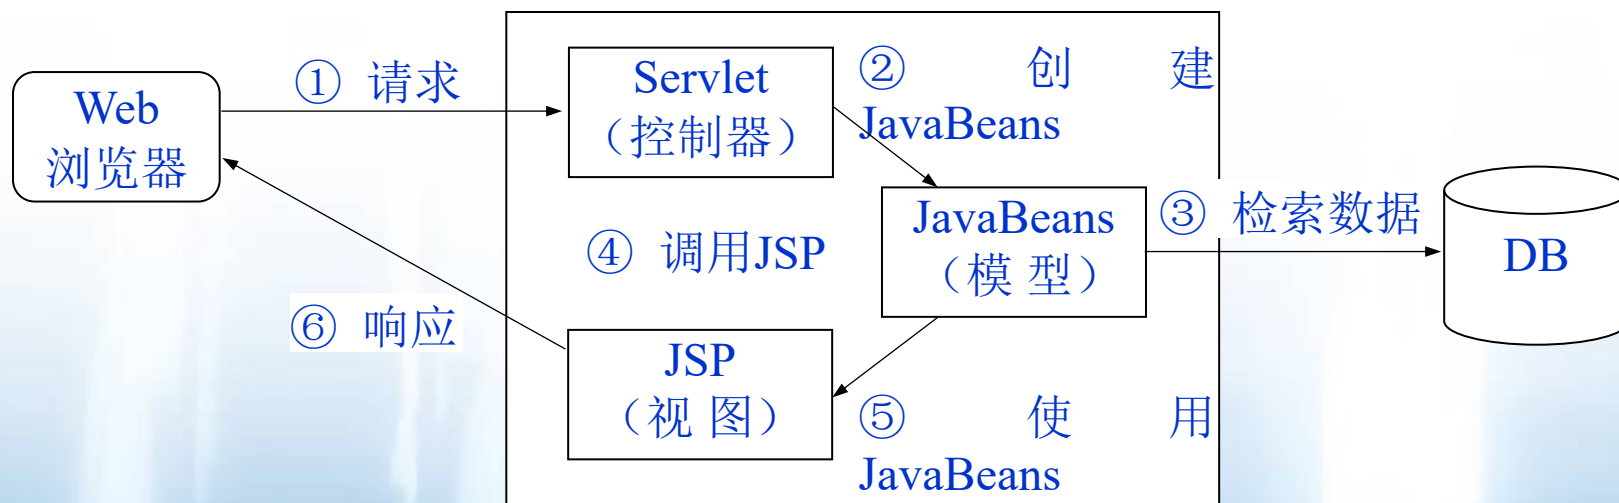 Web
浏览器
① 请求
Servlet
（控制器）
② 创 建
JavaBeans
JavaBeans
（模 型）
③ 检索数据
DB
④ 调用JSP
⑥ 响应
JSP
（视 图）
⑤ 使 用
JavaBeans